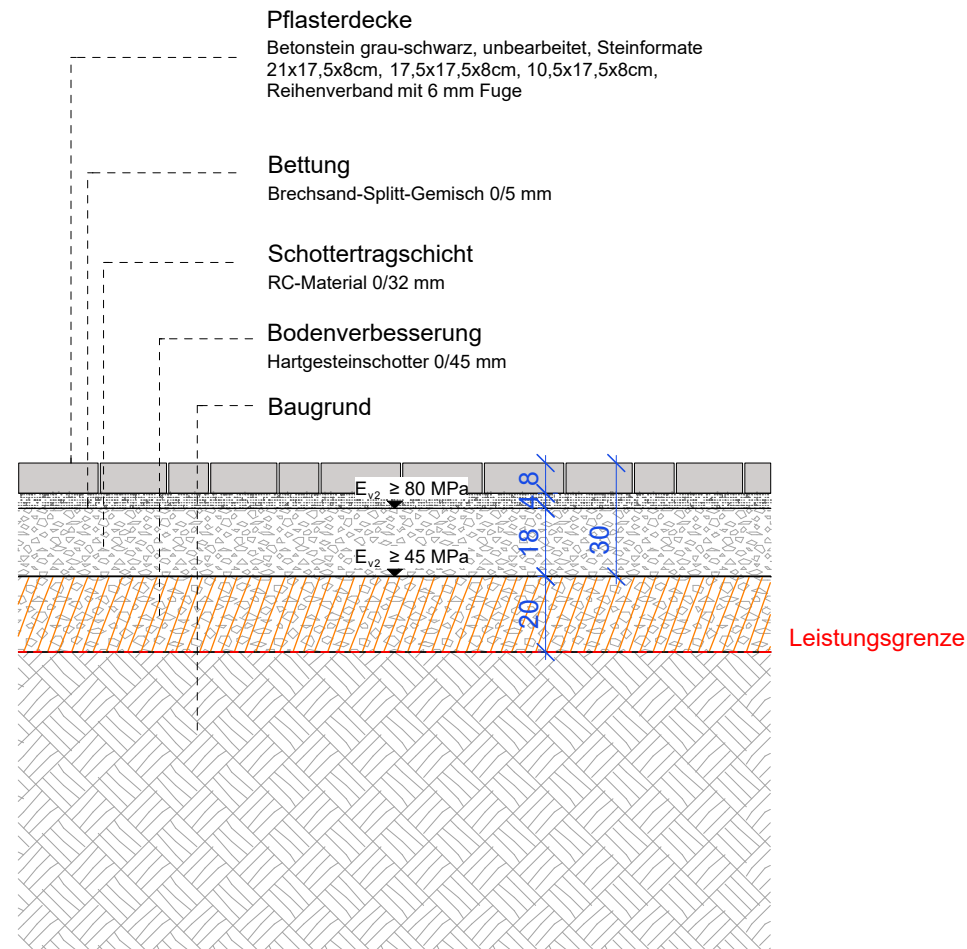 Pflasterdecke
Betonstein grau-schwarz, unbearbeitet, Steinformate
21x17,5x8cm, 17,5x17,5x8cm, 10,5x17,5x8cm,
Reihenverband mit 6 mm Fuge
Bettung
Brechsand-Splitt-Gemisch 0/5 mm
Schottertragschicht
RC-Material 0/32 mm
Bodenverbesserung
Hartgesteinschotter 0/45 mm
Baugrund
8
Ev2 ≥ 80 MPa
4
18
30
Ev2 ≥ 45 MPa
20
Leistungsgrenze